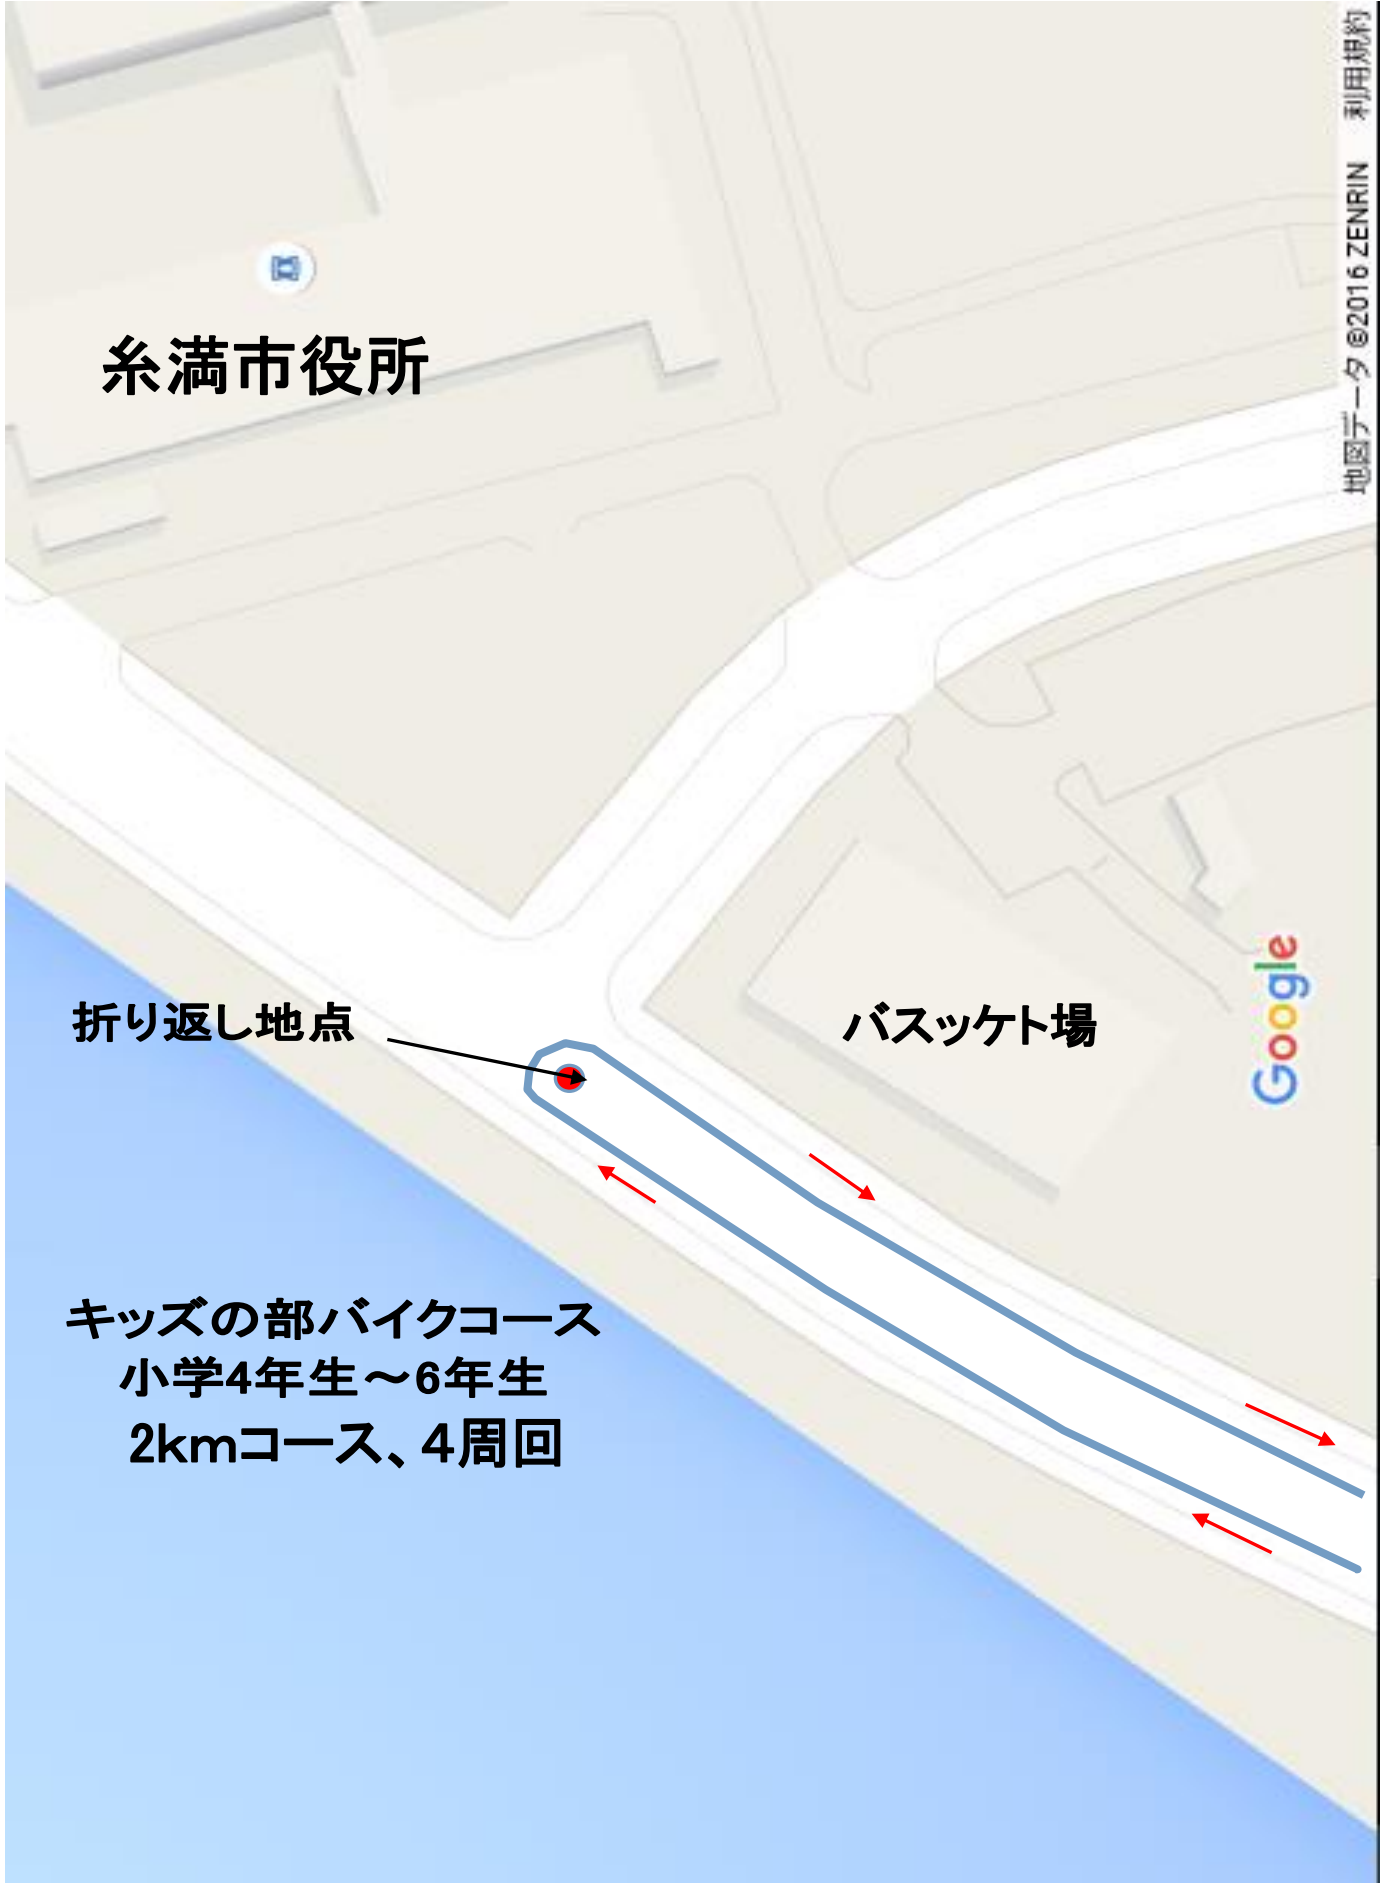 糸満市役所
折り返し地点
バスッケト場
キッズの部バイクコース
小学4年生～6年生
2kmコース、4周回
Google
地図データ ©2016 ZENRIN 利用規約